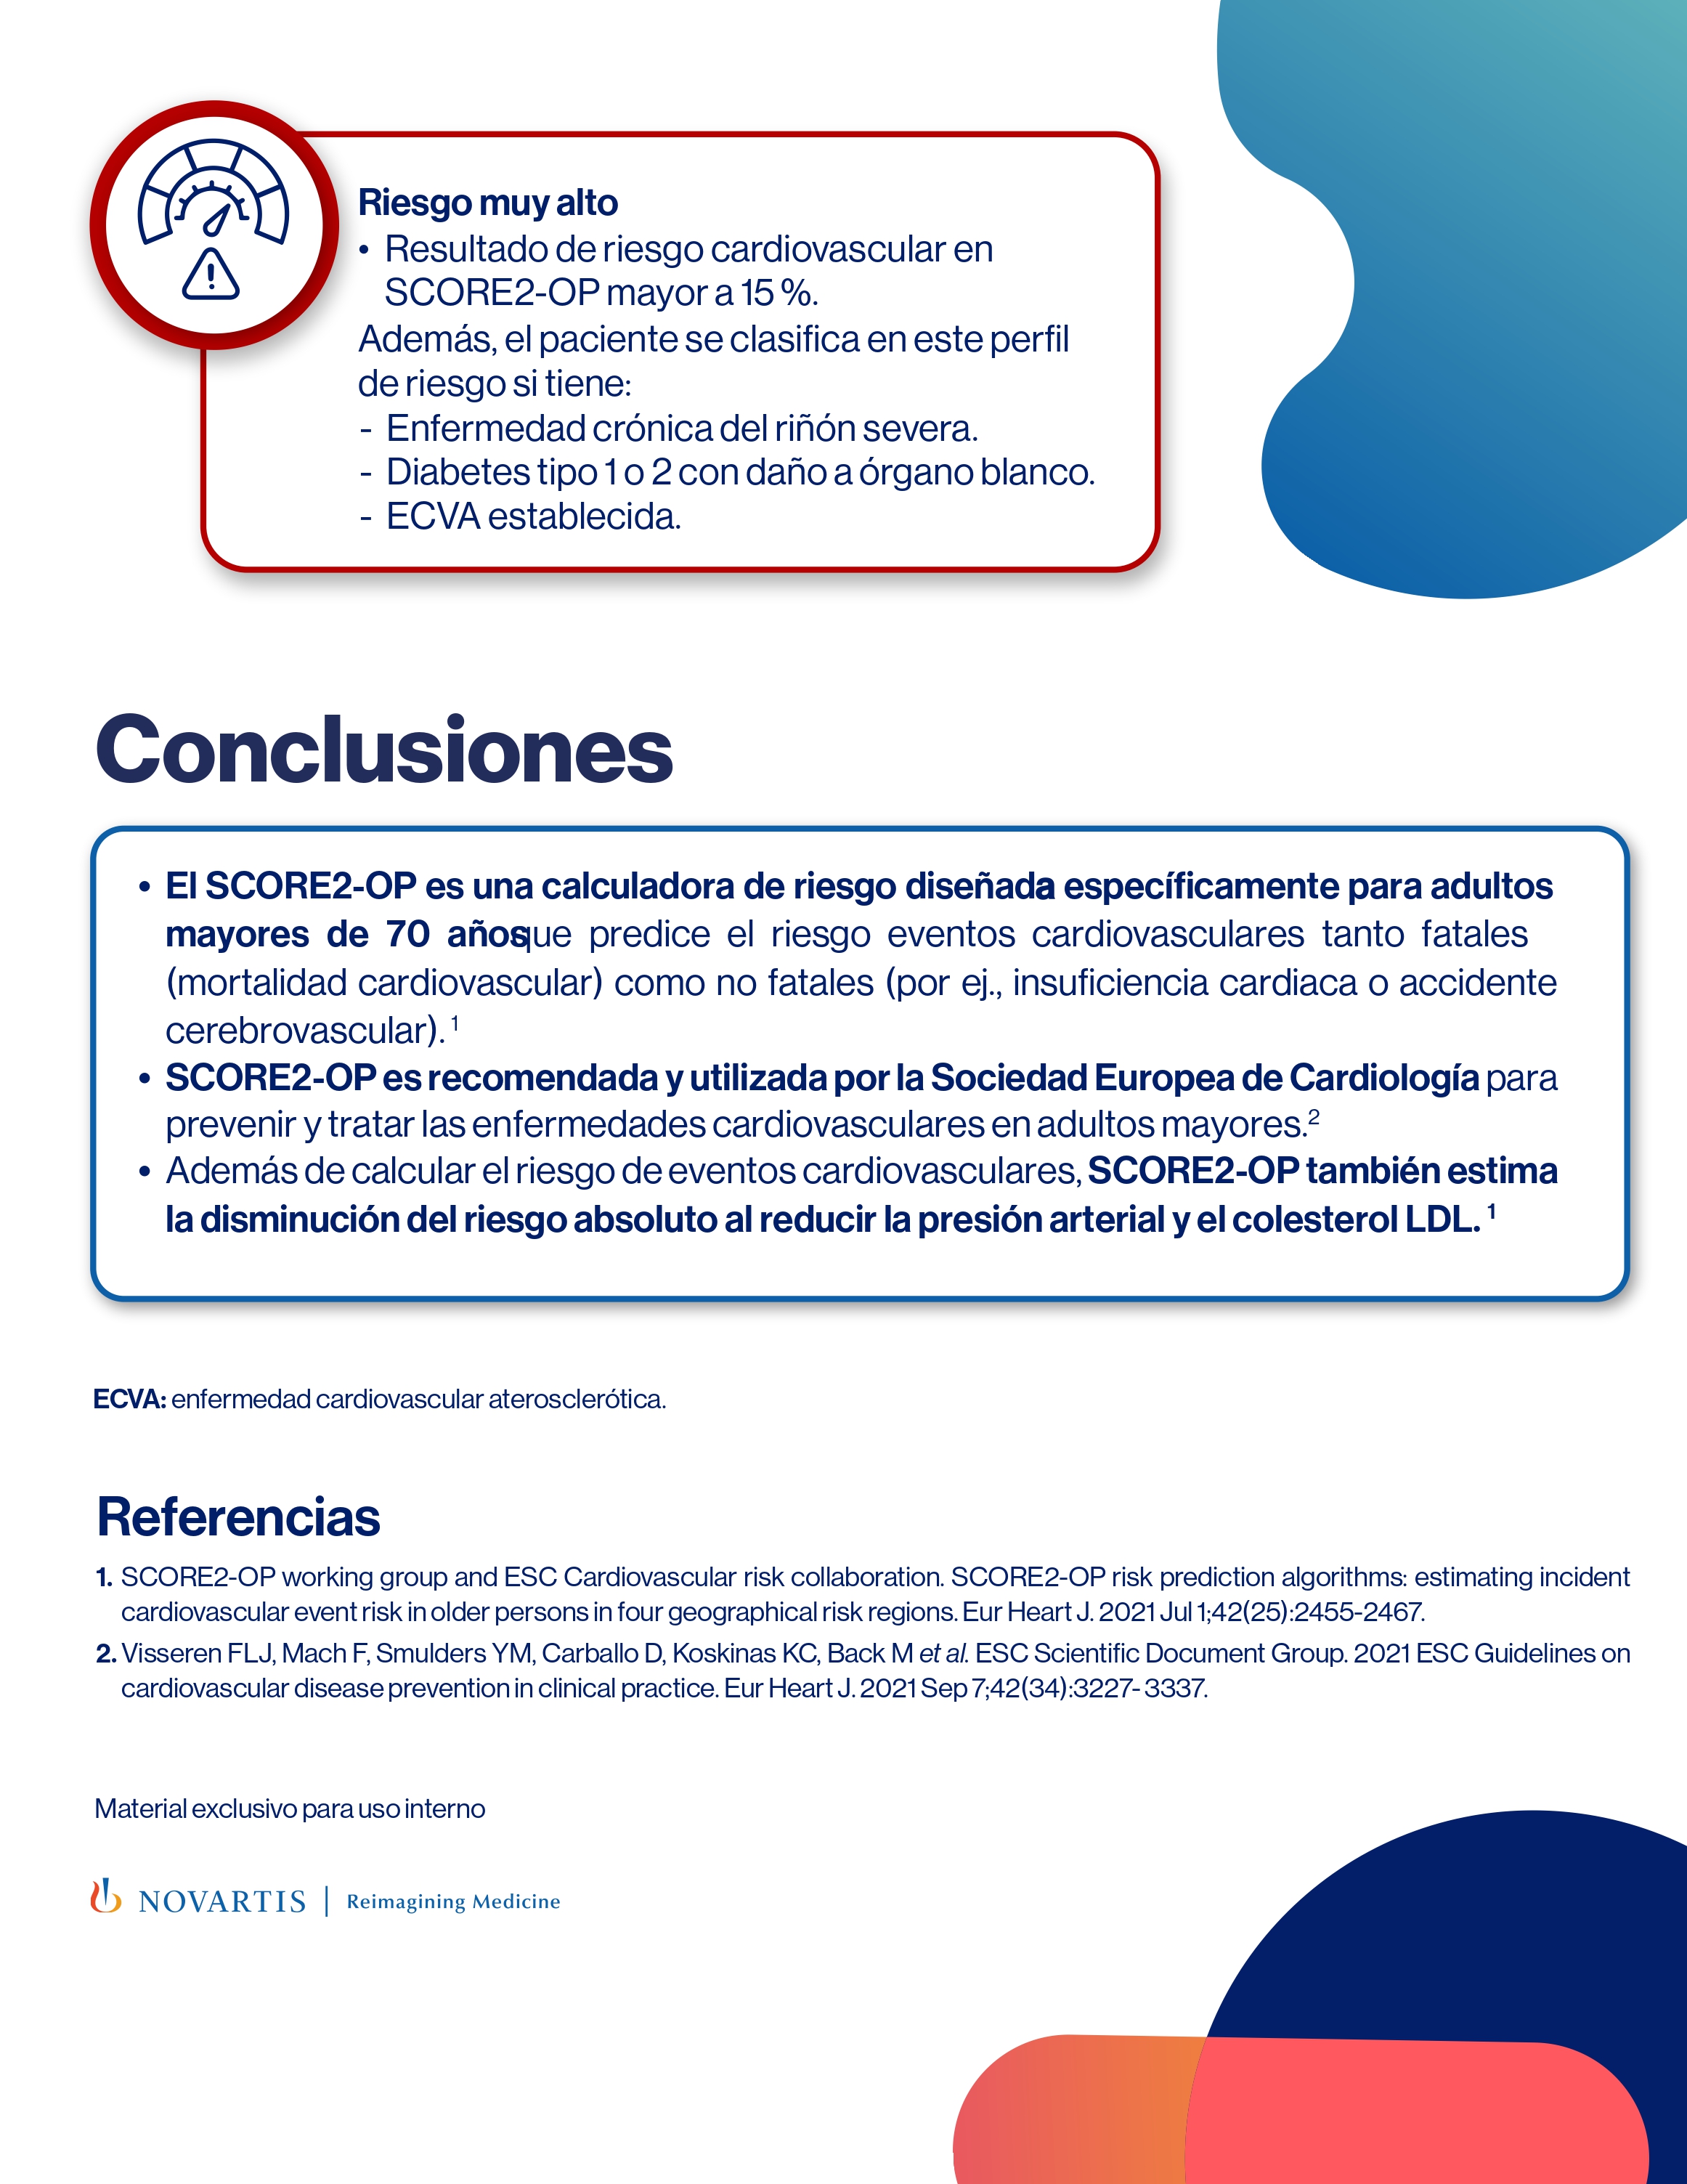 Riesgo muy alto
• Resultado de riesgo cardiovascular en
SCORE2-OP mayor a 15 %.
Además, el paciente se clasifica en este perfil
de riesgo si tiene:
- Enfermedad crónica del riñón severa.
- Diabetes tipo 1 o 2 con daño a órgano blanco.
- ECVA establecida.
Conclusiones
• El SCORE2-OP es una calculadora de riesgo diseñada específicamente para adultos
mayores de 70 añosque predice el riesgo eventos cardiovasculares tanto fatales
(mortalidad cardiovascular) como no fatales (por ej., insuficiencia cardiaca o accidente
cerebrovascular). 1
• SCORE2-OP es recomendada y utilizada por la Sociedad Europea de Cardiología para
prevenir y tratar las enfermedades cardiovasculares en adultos mayores.2
• Además de calcular el riesgo de eventos cardiovasculares, SCORE2-OP también estima
la disminución del riesgo absoluto al reducir la presión arterial y el colesterol LDL. 1
ECVA: enfermedad cardiovascular aterosclerótica.
Referencias
1. SCORE2-OP working group and ESC Cardiovascular risk collaboration. SCORE2-OP risk prediction algorithms: estimating incident
cardiovascular event risk in older persons in four geographical risk regions. Eur Heart J. 2021 Jul 1;42(25):2455-2467.
2. Visseren FLJ, Mach F, Smulders YM, Carballo D, Koskinas KC, Back M et al. ESC Scientific Document Group. 2021 ESC Guidelines on
cardiovascular disease prevention in clinical practice. Eur Heart J. 2021 Sep 7;42(34):3227- 3337.
Material exclusivo para uso interno
NOVARTIS | Reimagining Medicine